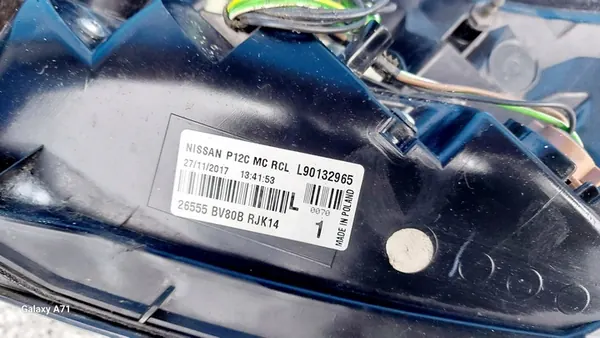 NISSAN P12C MC RCL L90132965
27/11/2017 13:41:53
L
0070
26555 BV80B RJK14
1
MADE IN POLAND
Galaxy A71